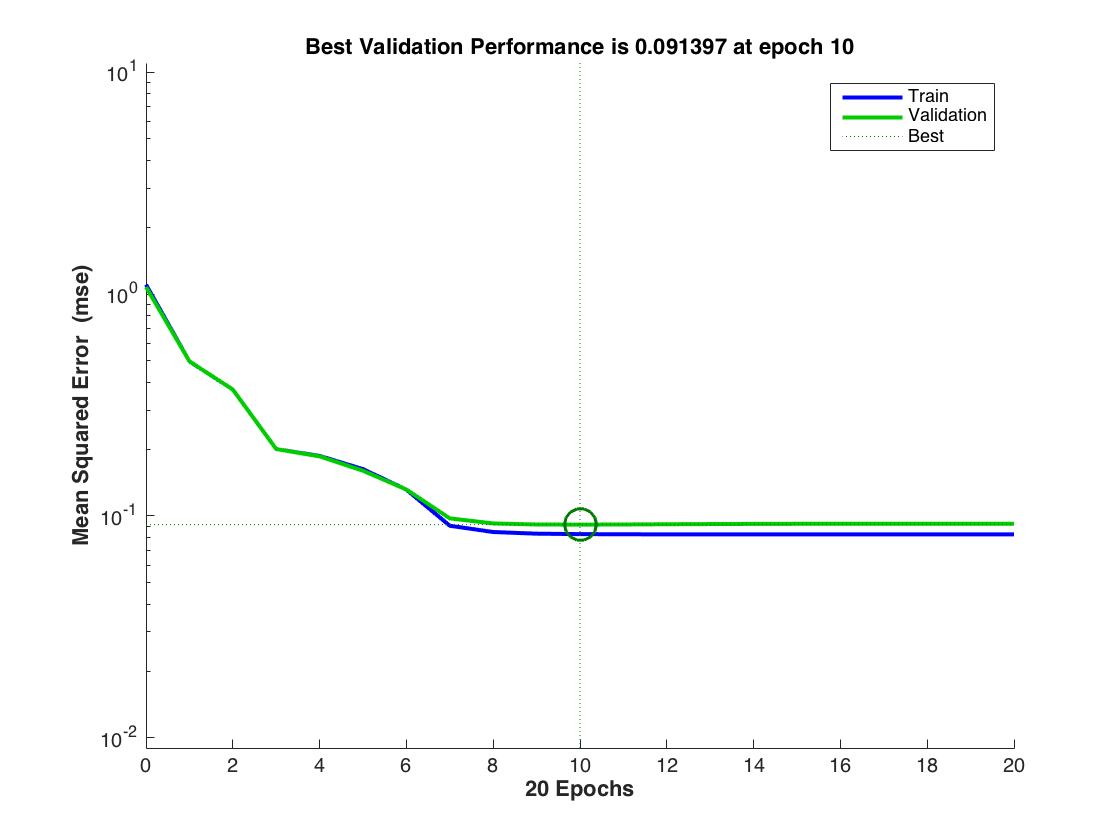 Best Validation Performance is 0.091397 at epoch 10
10^1
10^0
10^-1
10^-2
Mean Squared Error (mse)
Train
Validation
Best
0 2 4 6 8 10 12 14 16 18 20
20 Epochs